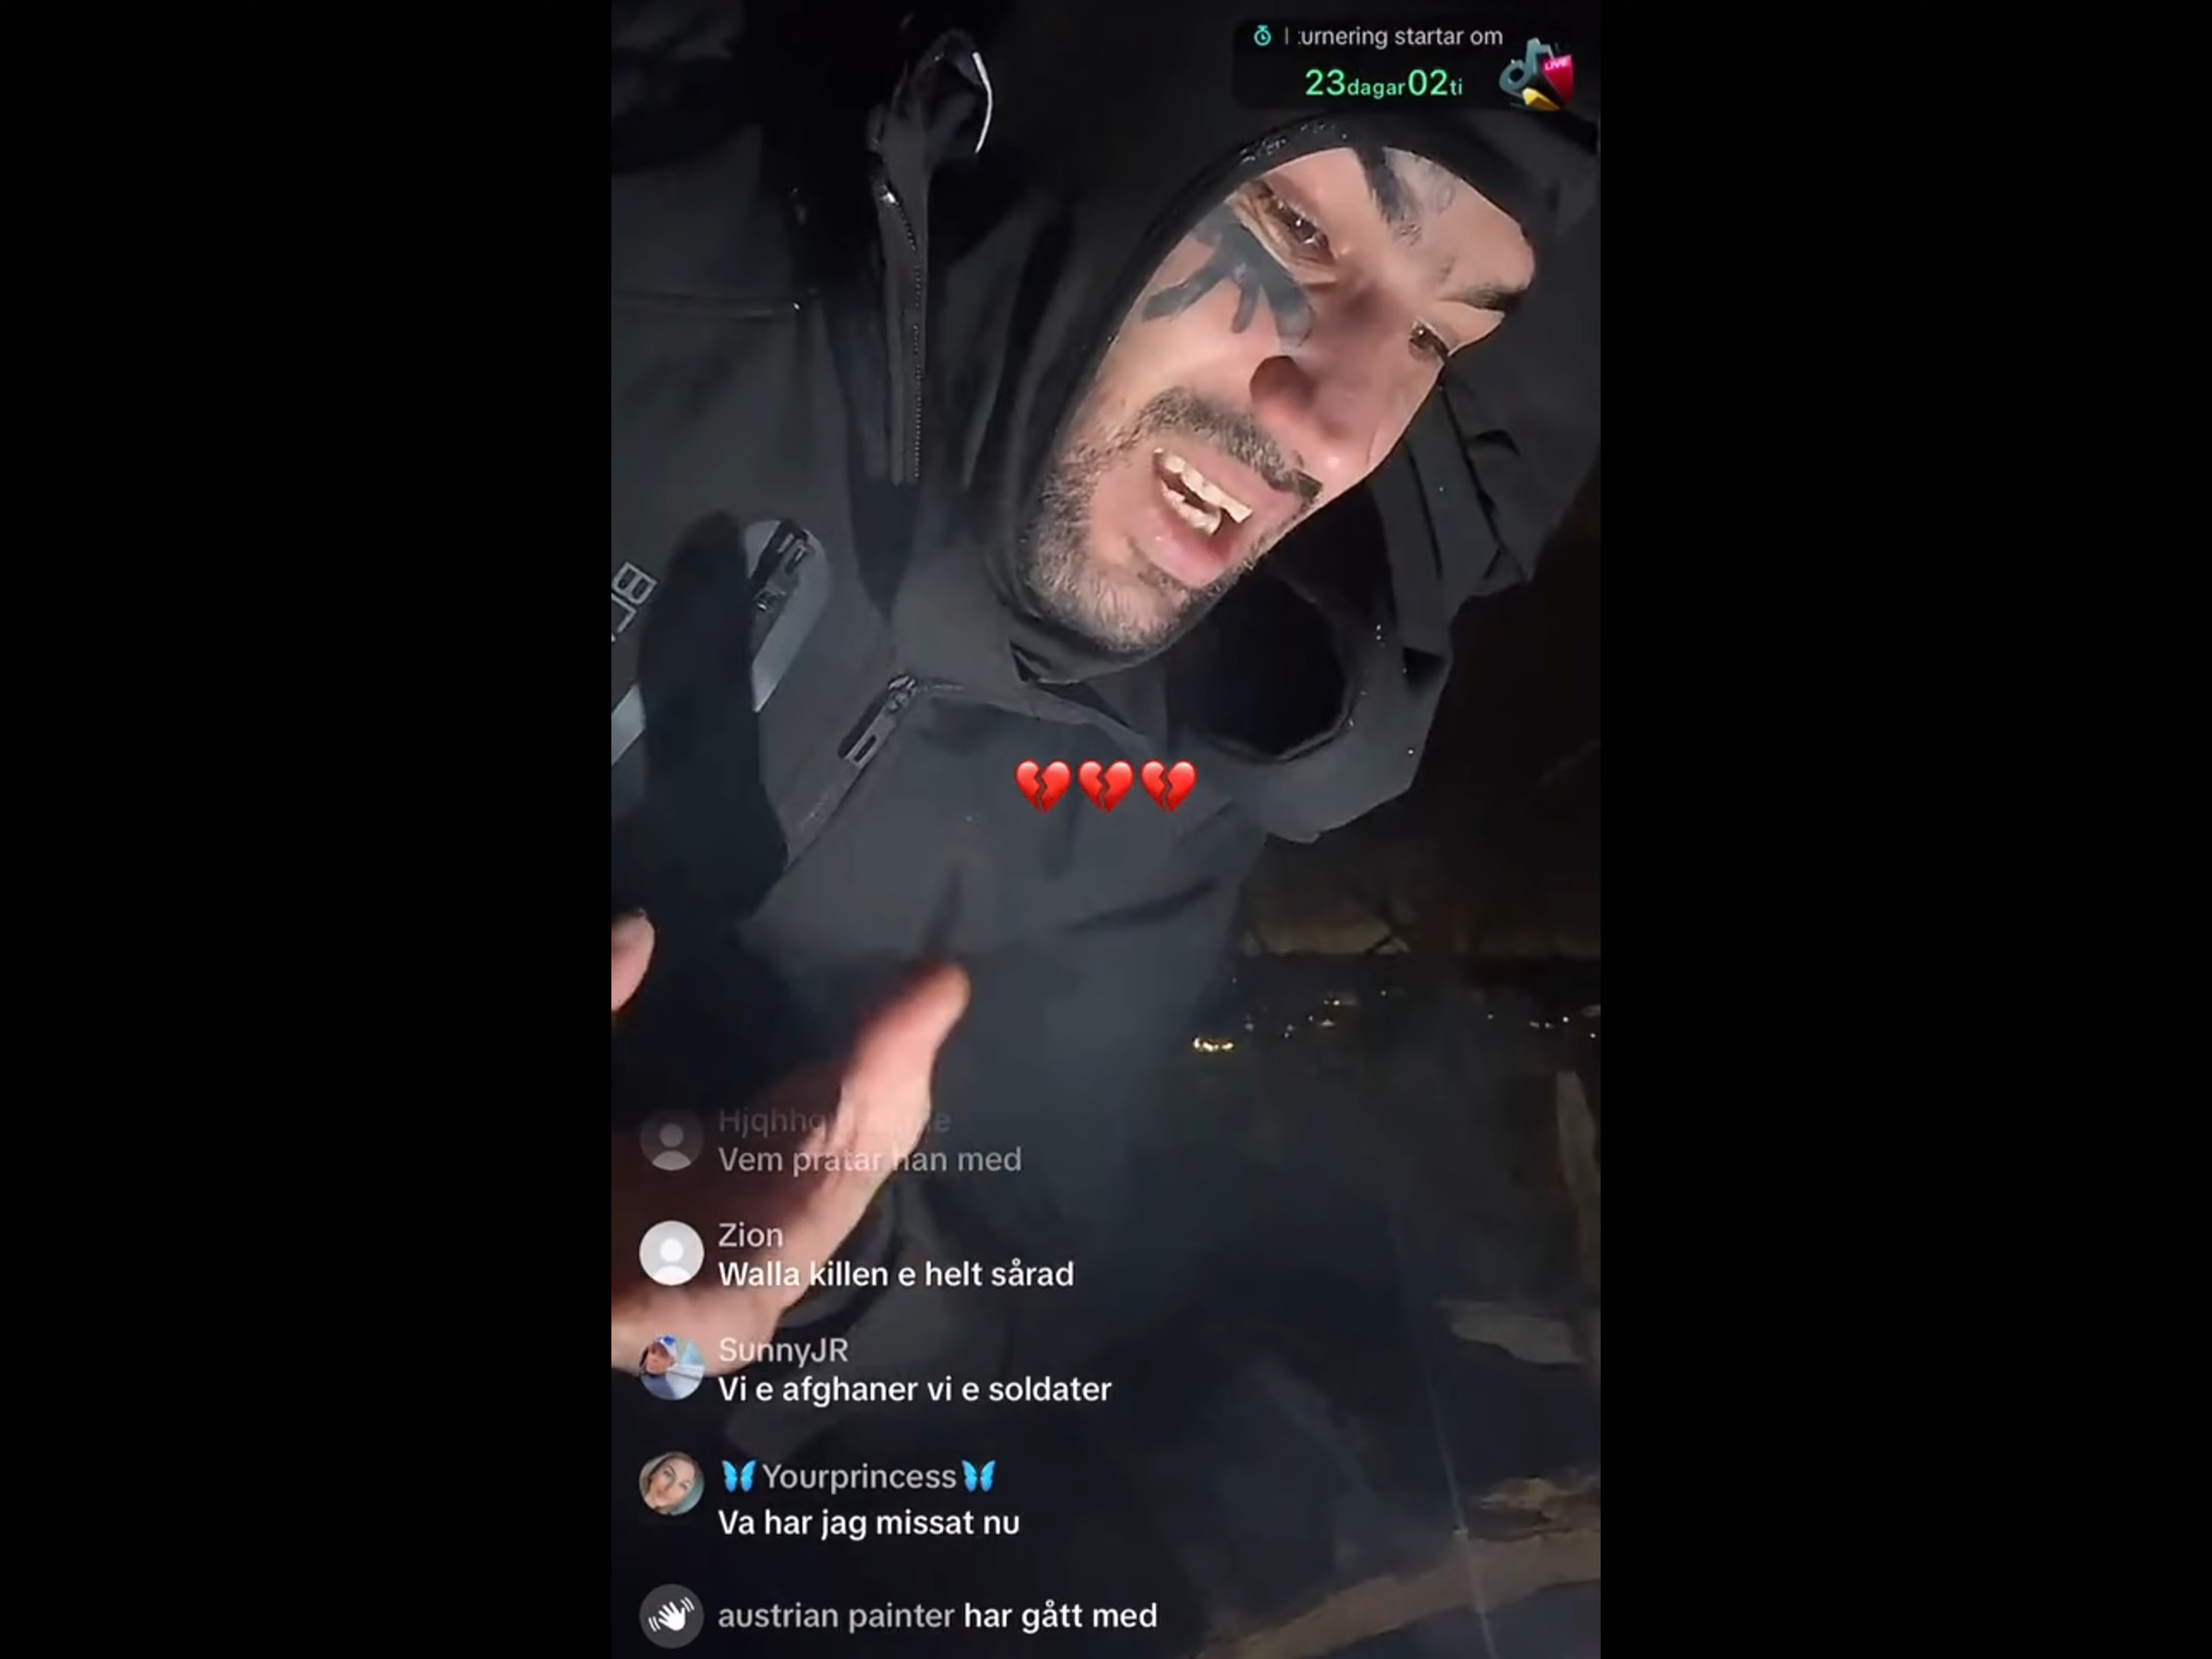 urnering startar om
23dagar02ti
LIVE
Vem pratar han med
Zion
Walla killen e helt sårad
SunnyJR
Vi e afghaner vi e soldater
🦋Yourprincess🦋
Va har jag missat nu
austrian painter har gått med